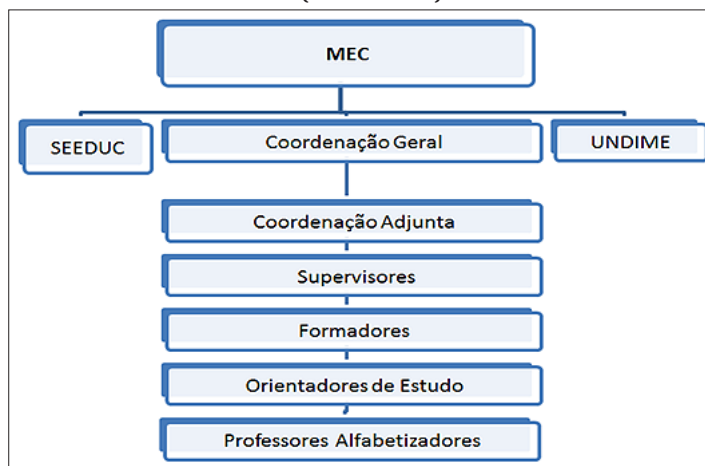 MEC
SEEDUC
Coordenação Geral
UNDIME
Coordenação Adjunta
Supervisores
Formadores
Orientadores de Estudo
Professores Alfabetizadores